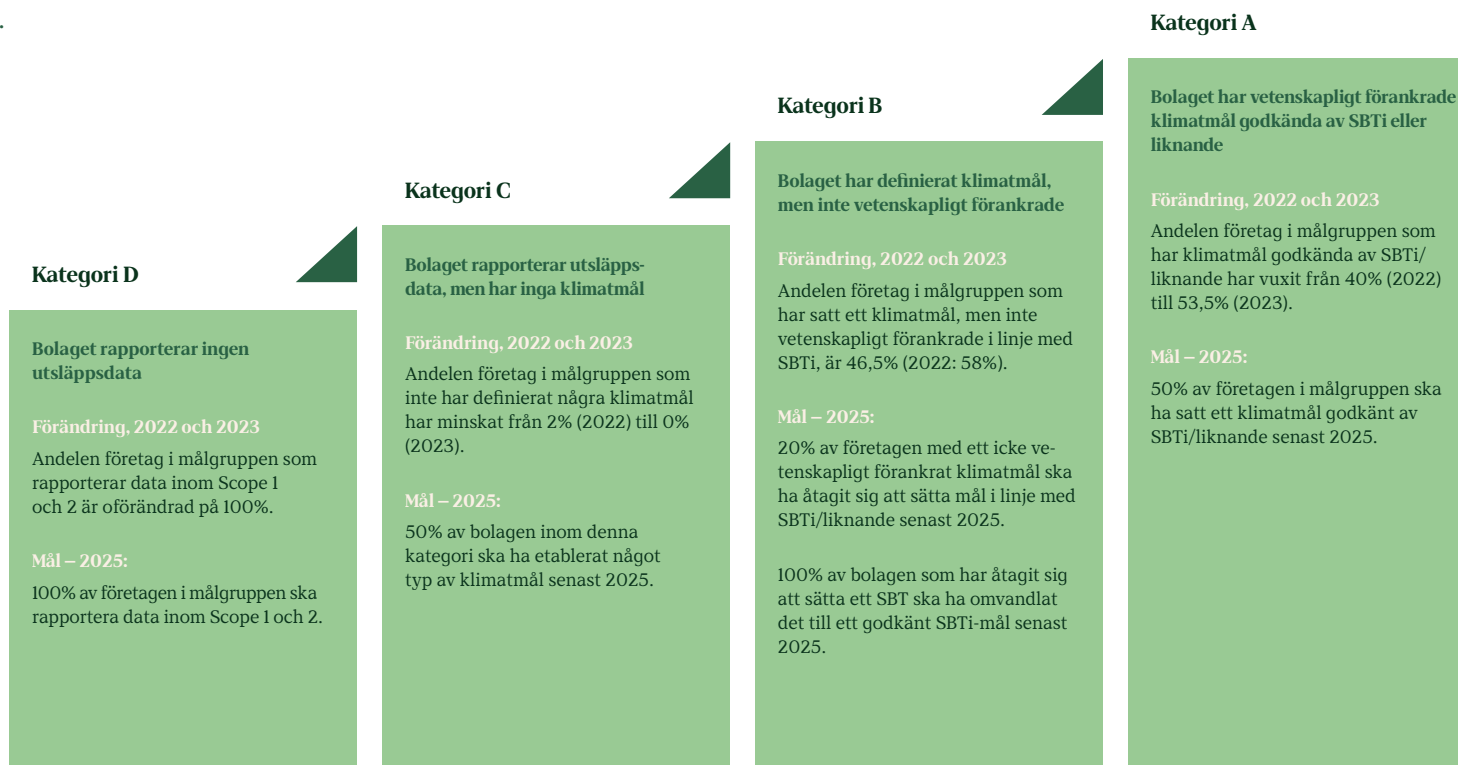 Kategori D
Bolaget rapporterar ingen
utsläppsdata
Förändring, 2022 och 2023
Andelen företag i målgruppen som
rapporterar data inom Scope 1
och 2 är oförändrad på 100%.
Mål – 2025:
100% av företagen i målgruppen ska
rapportera data inom Scope 1 och 2.
Kategori C
Bolaget rapporterar utsläpps-
data, men har inga klimatmål
Förändring, 2022 och 2023
Andelen företag i målgruppen som
inte har definierat några klimatmål
har minskat från 2% (2022) till 0%
(2023).
Mål – 2025:
50% av bolagen inom denna
kategori ska ha etablerat något
typ av klimatmål senast 2025.
Kategori B
Bolaget har definierat klimatmål,
men inte vetenskapligt förankrade
Förändring, 2022 och 2023
Andelen företag i målgruppen som
har satt ett klimatmål, men inte
vetenskapligt förankrade i linje med
SBTi, är 46,5% (2022: 58%).
Mål – 2025:
20% av företagen med ett icke ve-
tenskapligt förankrat klimatmål ska
ha åtagit sig att sätta mål i linje med
SBTi/liknande senast 2025.
100% av bolagen som har åtagit sig
att sätta ett SBT ska ha omvandlat
det till ett godkänt SBTi-mål senast
2025.
Kategori A
Bolaget har vetenskapligt förankrade
klimatmål godkända av SBTi eller
liknande
Förändring, 2022 och 2023
Andelen företag i målgruppen som
har klimatmål godkända av SBTi/
liknande har vuxit från 40% (2022)
till 53,5% (2023).
Mål – 2025:
50% av företagen i målgruppen ska
ha satt ett klimatmål godkänt av
SBTi/liknande senast 2025.